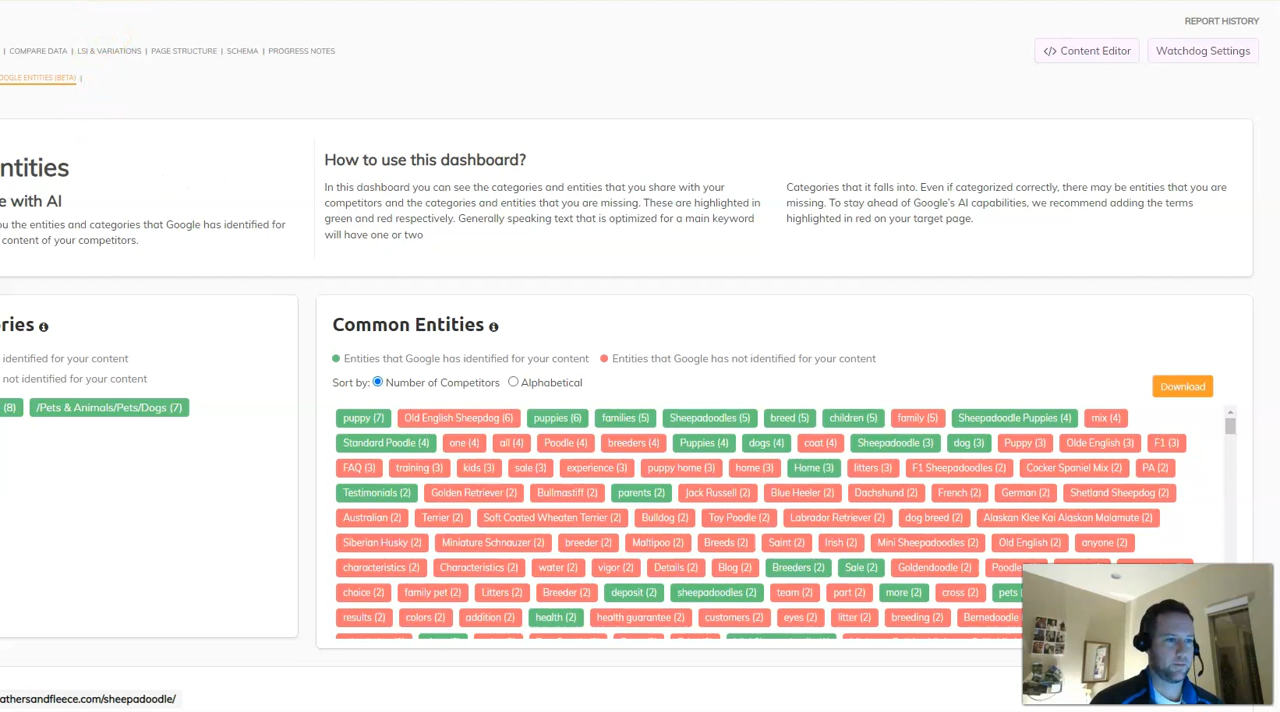 REPORT HISTORY
| COMPARE DATA | LSI & VARIATIONS | PAGE STRUCTURE | SCHEMA | PROGRESS NOTES
</> Content Editor
Watchdog Settings
OOGLE ENTITIES (BETA) |
ntities
e with AI
ou the entities and categories that Google has identified for
content of your competitors.
How to use this dashboard?
In this dashboard you can see the categories and entities that you share with your
competitors and the categories and entities that you are missing. These are highlighted in
green and red respectively. Generally speaking text that is optimized for a main keyword
will have one or two
Categories that it falls into. Even if categorized correctly, there may be entities that you are
missing. To stay ahead of Google's AI capabilities, we recommend adding the terms
highlighted in red on your target page.
ries
identified for your content
not identified for your content
(8) /Pets & Animals/Pets/Dogs (7)
Common Entities
Entities that Google has identified for your content Entities that Google has not identified for your content
Sort by: Number of Competitors Alphabetical
Download
puppy (7) Old English Sheepdog (6) puppies (6) families (5) Sheepadoodles (5) breed (5) children (5) family (5) Sheepadoodle Puppies (4) mix (4)
Standard Poodle (4) one (4) all (4) Poodle (4) breeders (4) Puppies (4) dogs (4) coat (4) Sheepadoodle (3) dog (3) Puppy (3) Olde English (3) F1 (3)
FAQ (3) training (3) kids (3) sale (3) experience (3) puppy home (3) home (3) Home (3) litters (3) F1 Sheepadoodles (2) Cocker Spaniel Mix (2) PA (2)
Testimonials (2) Golden Retriever (2) Bullmastiff (2) parents (2) Jack Russell (2) Blue Heeler (2) Dachshund (2) French (2) German (2) Shetland Sheepdog (2)
Australian (2) Terrier (2) Soft Coated Wheaten Terrier (2) Bulldog (2) Toy Poodle (2) Labrador Retriever (2) dog breed (2) Alaskan Klee Kai Alaskan Malamute (2)
Siberian Husky (2) Miniature Schnauzer (2) breeder (2) Maltipoo (2) Breeds (2) Saint (2) Irish (2) Mini Sheepadoodles (2) Old English (2) anyone (2)
characteristics (2) Characteristics (2) water (2) vigor (2) Details (2) Blog (2) Breeders (2) Sale (2) Goldendoodle (2) Poodle
choice (2) family pet (2) Litters (2) Breeder (2) deposit (2) sheepadoodles (2) team (2) part (2) more (2) cross (2) pets
results (2) colors (2) addition (2) health (2) health guarantee (2) customers (2) eyes (2) litter (2) breeding (2) Bernedoodle
athersandfleece.com/sheepadoodle/